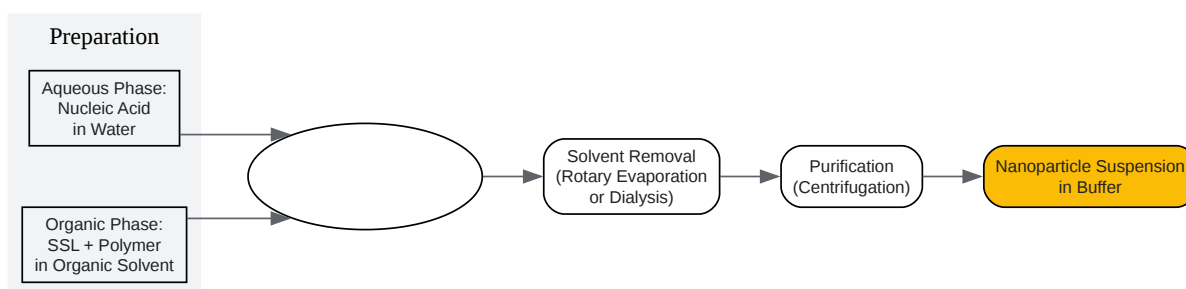 Preparation
Aqueous Phase:
Nucleic Acid
in Water
Organic Phase:
SSL + Polymer
in Organic Solvent
Solvent Removal
(Rotary Evaporation
or Dialysis)
Purification
(Centrifugation)
Nanoparticle Suspension
in Buffer